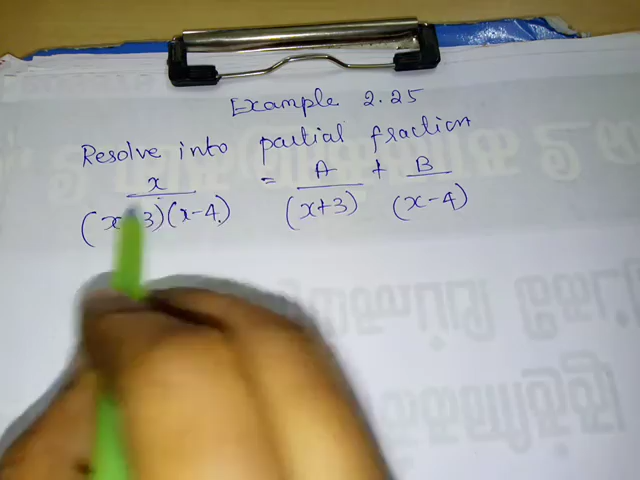 Example 2.25
Resolve into partial fraction
x / (x+3)(x-4) = A / (x+3) + B / (x-4)